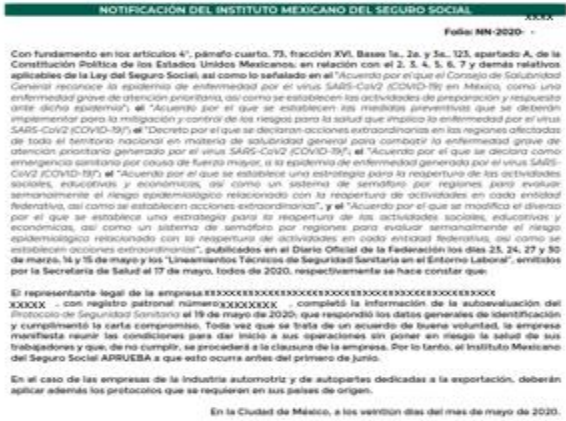 NOTIFICACIÓN DEL INSTITUTO MEXICANO DEL SEGURO SOCIAL
XXXX
Folio: NN-2020- -
Con fundamento en los artículos 4°, párrafo cuarto, 73, fracción XVI, Bases 1a., 2a. y 3a., 123, apartado A, de la
Constitución Política de los Estados Unidos Mexicanos; en relación con el 2, 3, 4, 5, 6, 7 y demás relativos
aplicables de la Ley del Seguro Social, así como lo señalado en el "Acuerdo por el que el Consejo de Salubridad
General reconoce la epidemia de enfermedad por el virus SARS-CoV2 (COVID-19) en México, como una
enfermedad grave de atención prioritaria, así como se establecen las actividades de preparación y respuesta
ante dicha epidemia"; el "Acuerdo por el que se establecen las medidas preventivas que se deberán
implementar para la mitigación y control de los riesgos para la salud que implica la enfermedad por el virus
SARS-CoV2 (COVID-19)"; el "Decreto por el que se declaran acciones extraordinarias en las regiones afectadas
de todo el territorio nacional en materia de salubridad general para combatir la enfermedad grave de
atención prioritaria generada por el virus SARS-CoV2 (COVID-19)"; el "Acuerdo por el que se declara como
emergencia sanitaria por causa de fuerza mayor, a la epidemia de enfermedad generada por el virus SARS-
CoV2 (COVID-19)"; el "Acuerdo por el que se establece una estrategia para la reapertura de las actividades
sociales, educativas y económicas, así como un sistema de semáforo por regiones para evaluar
semanalmente el riesgo epidemiológico relacionado con la reapertura de actividades en cada entidad
federativa, así como se establecen acciones extraordinarias", y el "Acuerdo por el que se modifica el diverso
por el que se establece una estrategia para la reapertura de las actividades sociales, educativas y
económicas, así como un sistema de semáforo por regiones para evaluar semanalmente el riesgo
epidemiológico relacionado con la reapertura de actividades en cada entidad federativa, así como se
establecen acciones extraordinarias", publicados en el Diario Oficial de la Federación los días 23, 24, 27 y 30
de marzo, 14 y 15 de mayo y los "Lineamientos Técnicos de Seguridad Sanitaria en el Entorno Laboral", emitidos
por la Secretaría de Salud el 17 de mayo, todos de 2020, respectivamente se hace constar que:
El representante legal de la empresa XXXXXXXXXXXXXXXXXXXXXXXXXXXXXXXXXXXXXXXXXX
XXXXX , con registro patronal número XXXXXXXXX , completó la información de la autoevaluación del
Protocolo de Seguridad Sanitaria el 19 de mayo de 2020; que respondió los datos generales de identificación
y cumplimentó la carta compromiso. Toda vez que se trata de un acuerdo de buena voluntad, la empresa
manifiesta reunir las condiciones para dar inicio a sus operaciones sin poner en riesgo la salud de sus
trabajadores y que, de no cumplir, se procederá a la clausura de la empresa. Por lo tanto, el Instituto Mexicano
del Seguro Social APRUEBA a que esto ocurra antes del primero de junio.
En el caso de las empresas de la industria automotriz y de autopartes dedicadas a la exportación, deberán
aplicar además los protocolos que se requieren en sus países de origen.
En la Ciudad de México, a los veintiún días del mes de mayo de 2020.